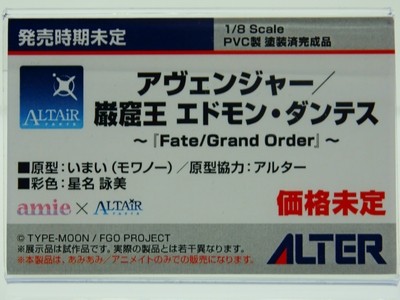 発売時期未定
1/8 Scale
PVC製 塗装済完成品
ALTAiR
アヴェンジャー/
巌窟王 エドモン・ダンテス
～『Fate/Grand Order』～
■原型：いまい（モワノー）／原型協力：アルター
■彩色：星名 詠美
amie × ALTAiR
価格未定
© TYPE-MOON / FGO PROJECT
※展示品は試作品です。実際の製品とは若干異なります。
※本製品は、あみあみ／アニメイトのみでの販売になります。
ALTER